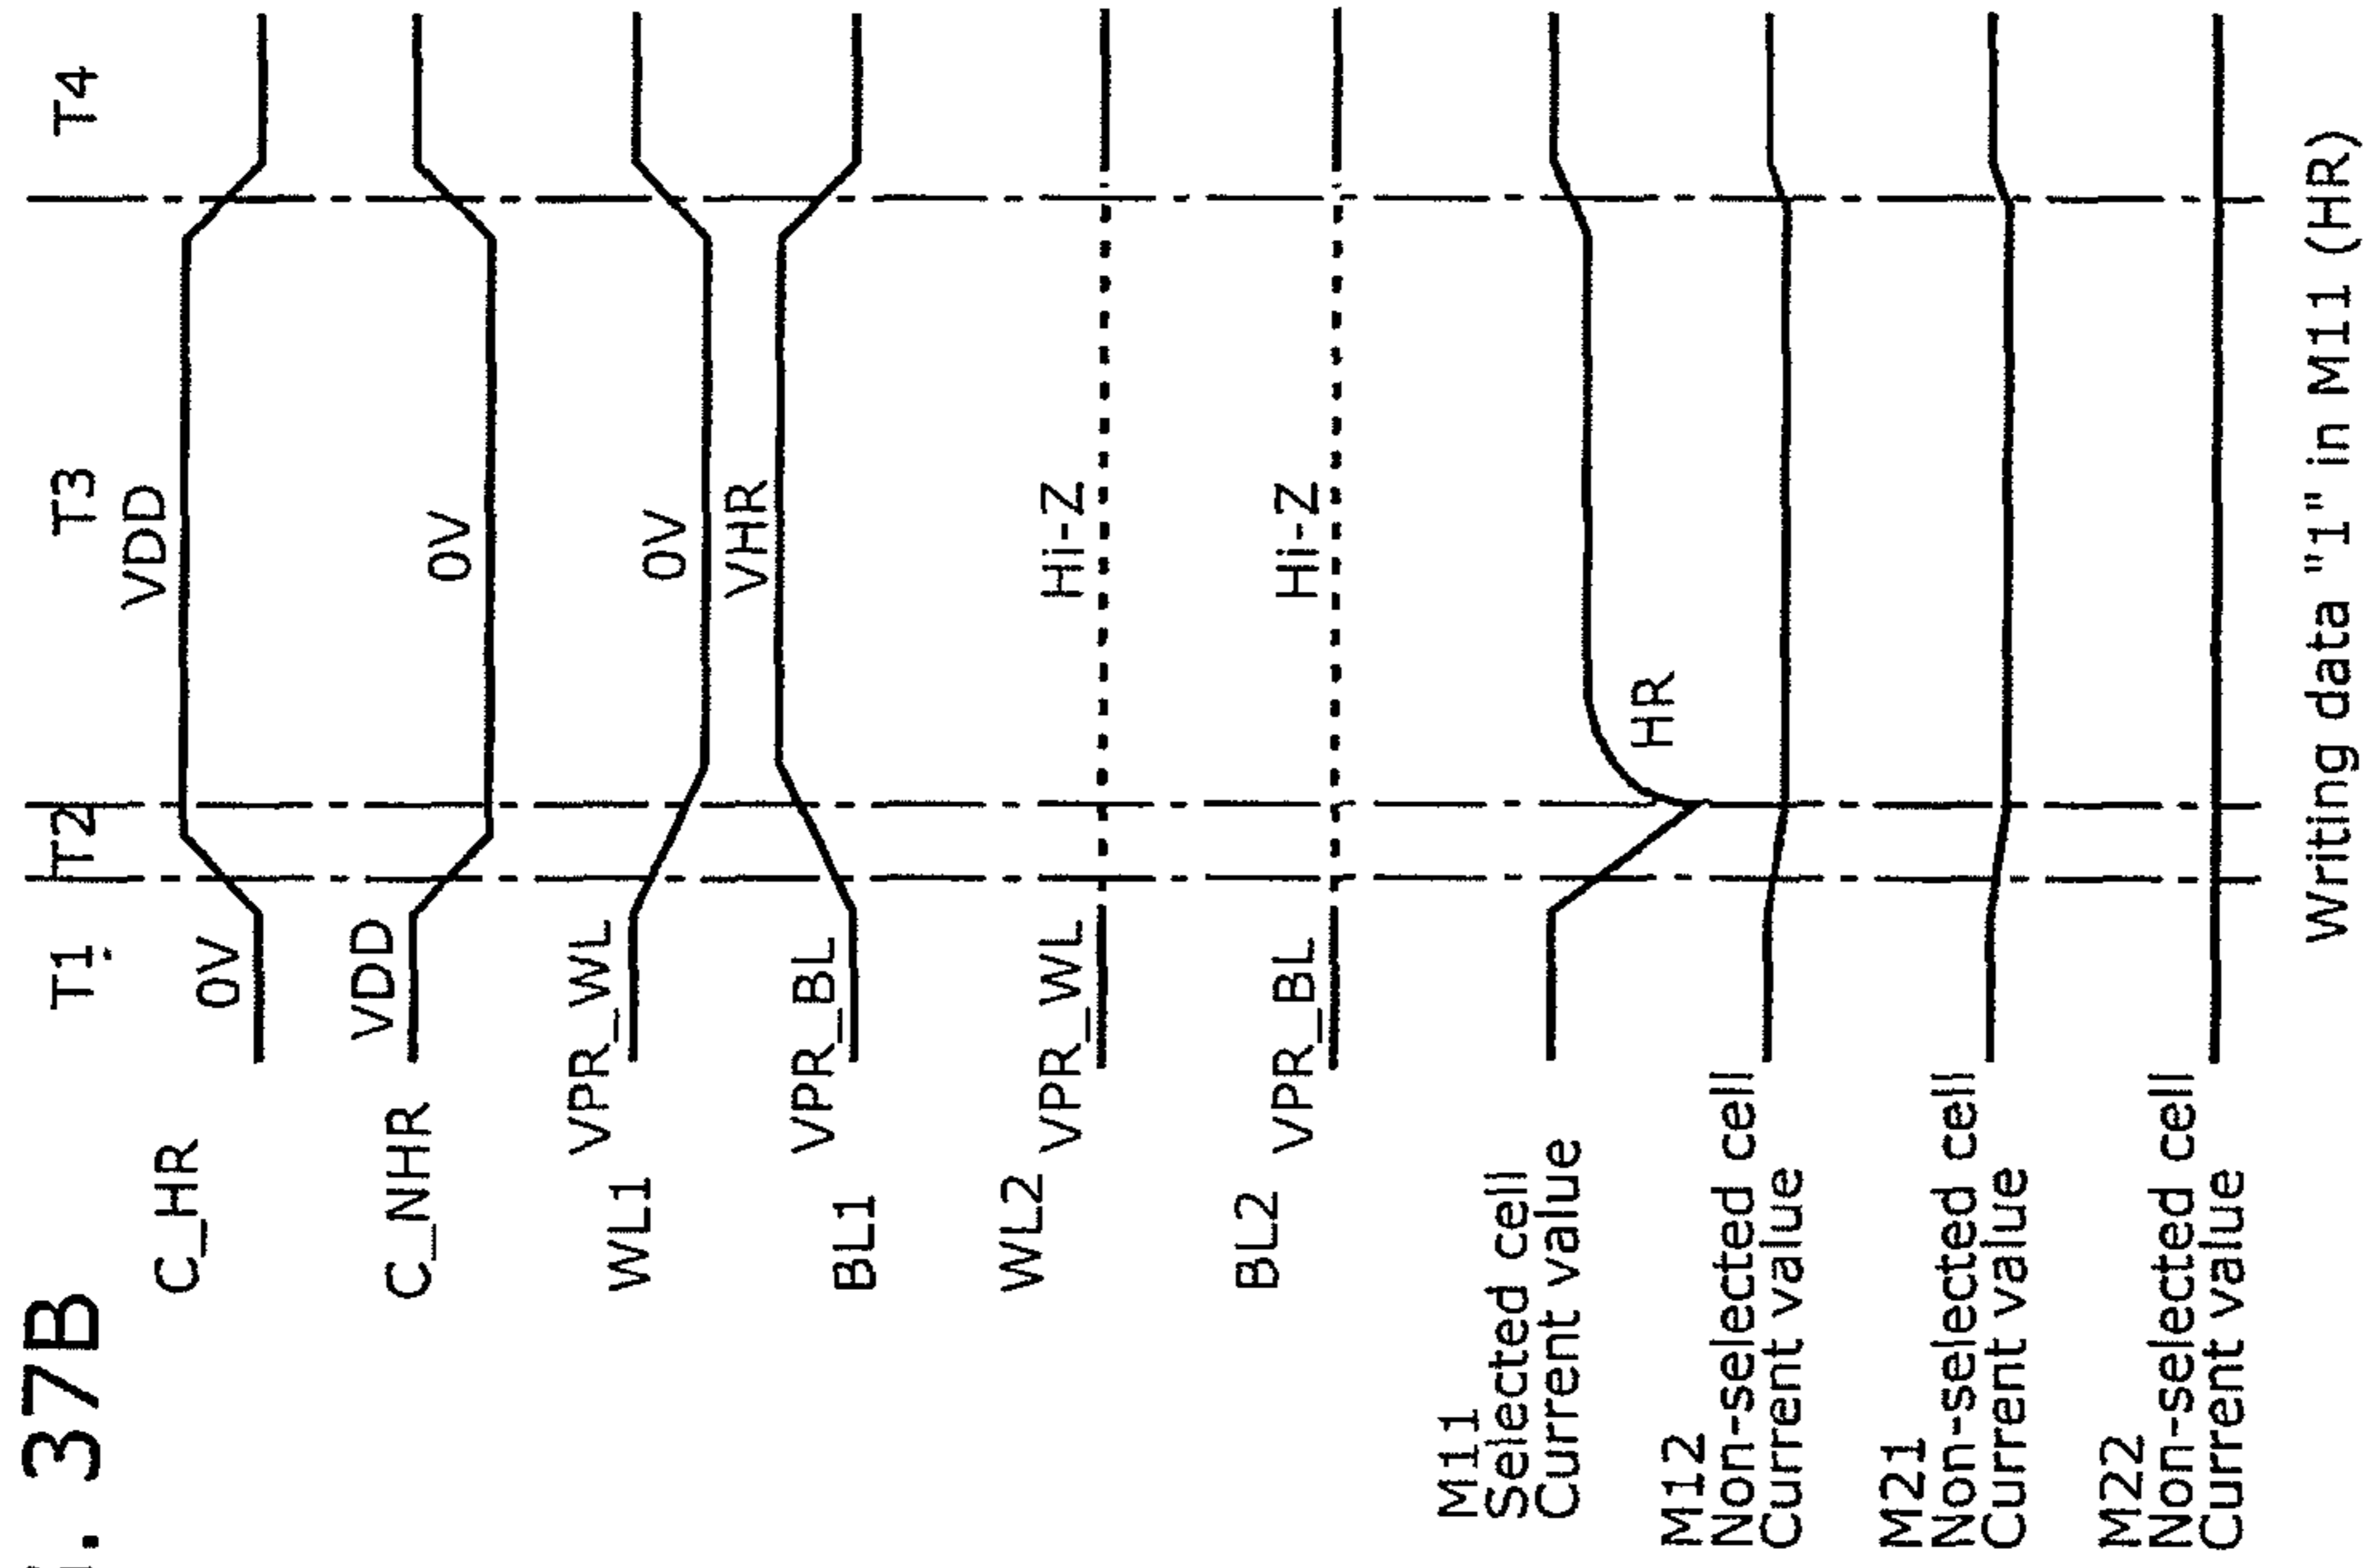 . 37B
T1
T2
T3
T4
C_HR
0V
VDD
C_NHR
VDD
0V
WL1
VPR_WL
0V
BL1
VPR_BL
VHR
WL2
VPR_WL
Hi-Z
BL2
VPR_BL
Hi-Z
M11
Selected cell
Current value
HR
M12
Non-selected cell
Current value
M21
Non-selected cell
Current value
M22
Non-selected cell
Current value
Writing data "1" in M11 (HR)